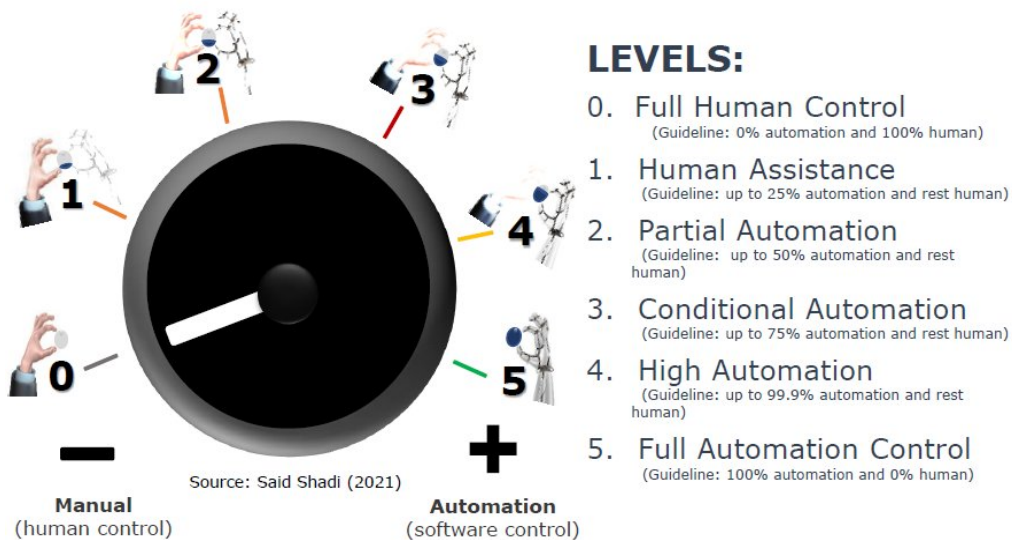 2
3
1
4
0
5
Manual
(human control)
Source: Said Shadi (2021)
Automation
(software control)
LEVELS:
0. Full Human Control
(Guideline: 0% automation and 100% human)
1. Human Assistance
(Guideline: up to 25% automation and rest human)
2. Partial Automation
(Guideline: up to 50% automation and rest
human)
3. Conditional Automation
(Guideline: up to 75% automation and rest human)
4. High Automation
(Guideline: up to 99.9% automation and rest
human)
5. Full Automation Control
(Guideline: 100% automation and 0% human)